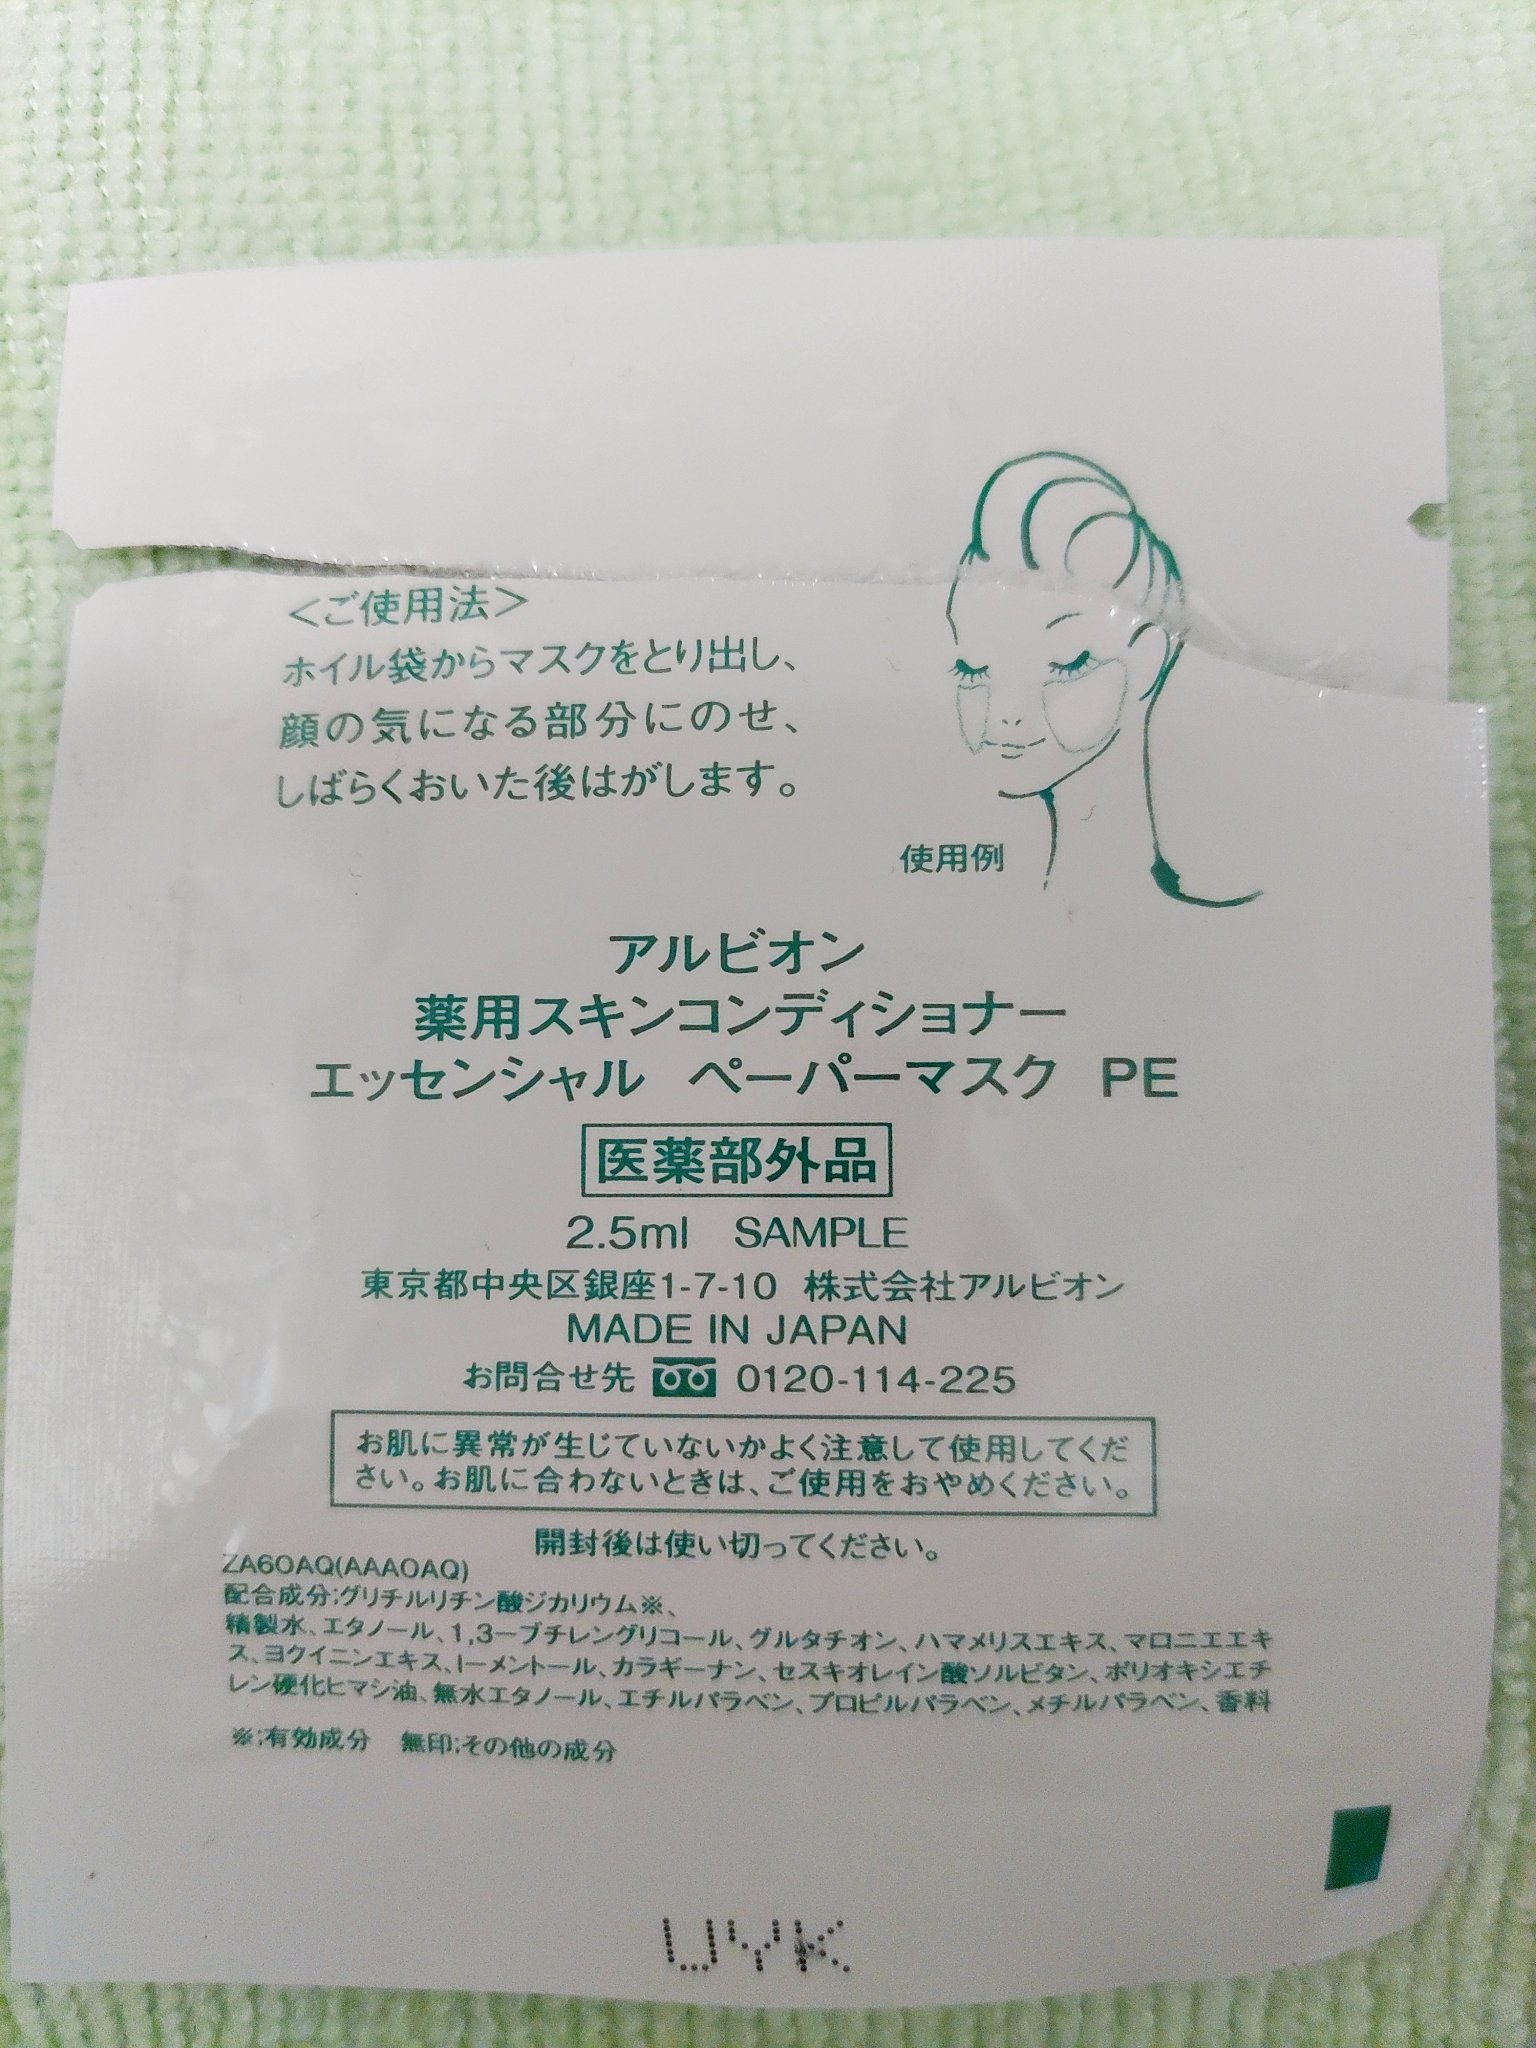 ＜ご使用法＞
ホイル袋からマスクをとり出し、
顔の気になる部分にのせ、
しばらくおいた後はがします。
使用例
アルビオン
薬用スキンコンディショナー
エッセンシャル ペーパーマスク PE
医薬部外品
2.5ml SAMPLE
東京都中央区銀座1-7-10 株式会社アルビオン
MADE IN JAPAN
お問合せ先 0120-114-225
お肌に異常が生じていないかよく注意して使用してくだ
さい。お肌に合わないときは、ご使用をおやめください。
開封後は使い切ってください。
ZA60AQ(AAA0AQ)
配合成分:グリチルリチン酸ジカリウム※、
精製水、エタノール、1,3－ブチレングリコール、グルタチオン、ハマメリスエキス、マロニエエキ
ス、ヨクイニンエキス、l－メントール、カラギーナン、セスキオレイン酸ソルビタン、ポリオキシエチ
レン硬化ヒマシ油、無水エタノール、エチルパラベン、プロピルパラベン、メチルパラベン、香料
※:有効成分 無印:その他の成分
UYK